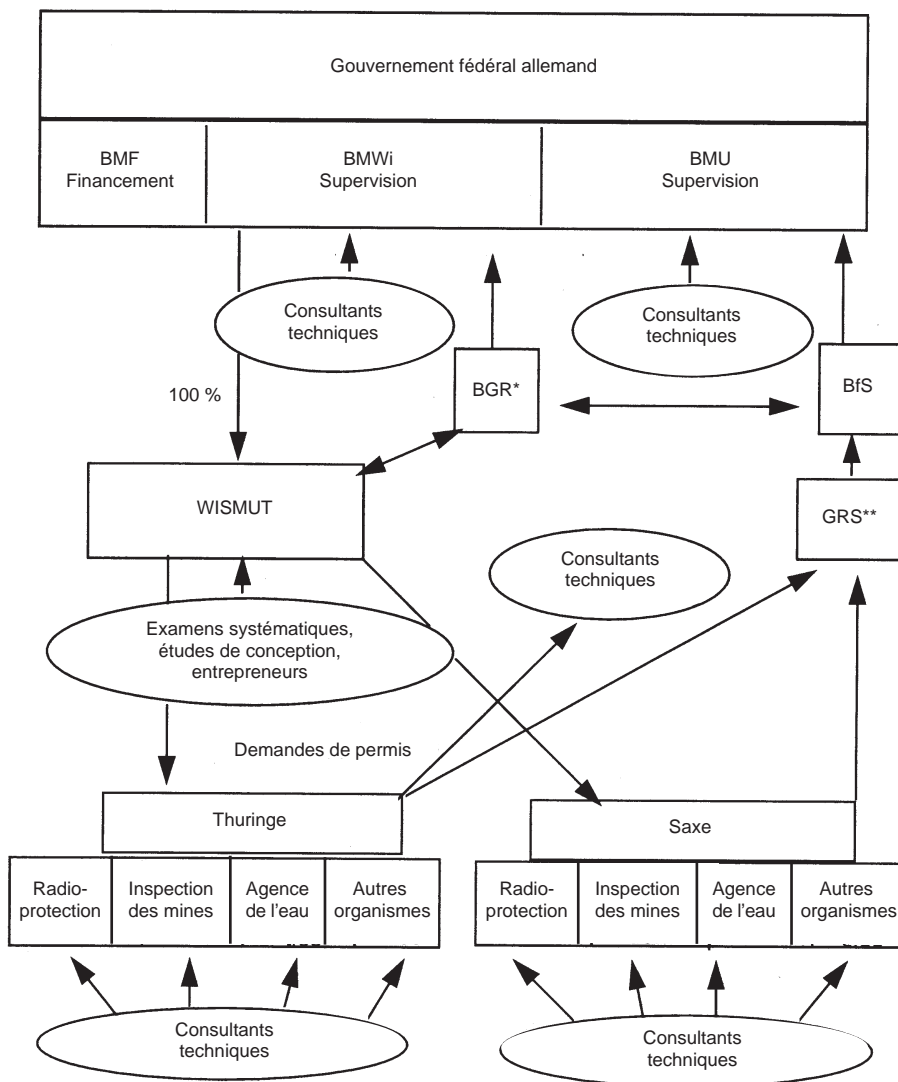 Gouvernement fédéral allemand
BMF
Financement
BMWi
Supervision
BMU
Supervision
Consultants
techniques
Consultants
techniques
BGR*
BfS
100 %
WISMUT
GRS**
Consultants
techniques
Examens systématiques,
études de conception,
entrepreneurs
Demandes de permis
Thuringe
Saxe
Radio-
protection
Inspection
des mines
Agence
de l'eau
Autres
organismes
Radio-
protection
Inspection
des mines
Agence
de l'eau
Autres
organismes
Consultants
techniques
Consultants
techniques